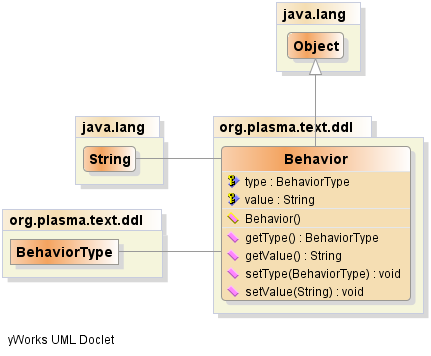 java.lang
Object
java.lang
String
org.plasma.text.ddl
Behavior
type : BehaviorType
value : String
Behavior()
getType() : BehaviorType
getValue() : String
setType(BehaviorType) : void
setValue(String) : void
org.plasma.text.ddl
BehaviorType
yWorks UML Doclet